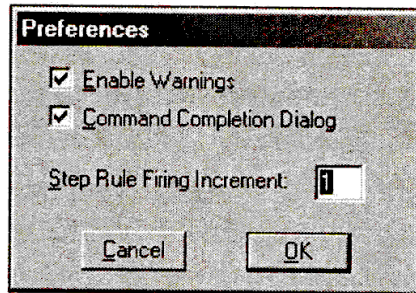 Preferences
Enable Warnings
Command Completion Dialog
Step Rule Firing Increment: 1
Cancel OK